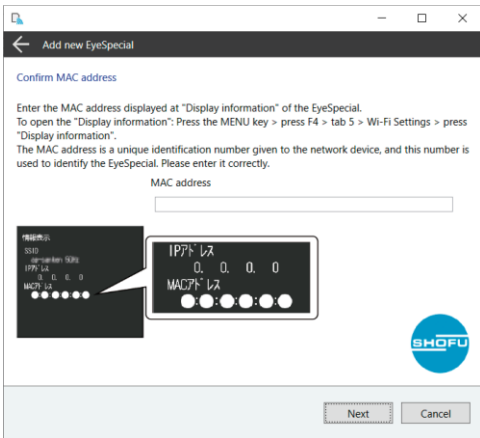 Add new EyeSpecial
Confirm MAC address
Enter the MAC address displayed at "Display information" of the EyeSpecial.
To open the "Display information": Press the MENU key > press F4 > tab 5 > Wi-Fi Settings > press
"Display information".
The MAC address is a unique identification number given to the network device, and this number is
used to identify the EyeSpecial. Please enter it correctly.
MAC address
情報表示
SSID
IPｱﾄﾞﾚｽ
0. 0. 0. 0
MACｱﾄﾞﾚｽ
IPｱﾄﾞﾚｽ
0. 0. 0. 0
MACｱﾄﾞﾚｽ
SHOFU
Next
Cancel